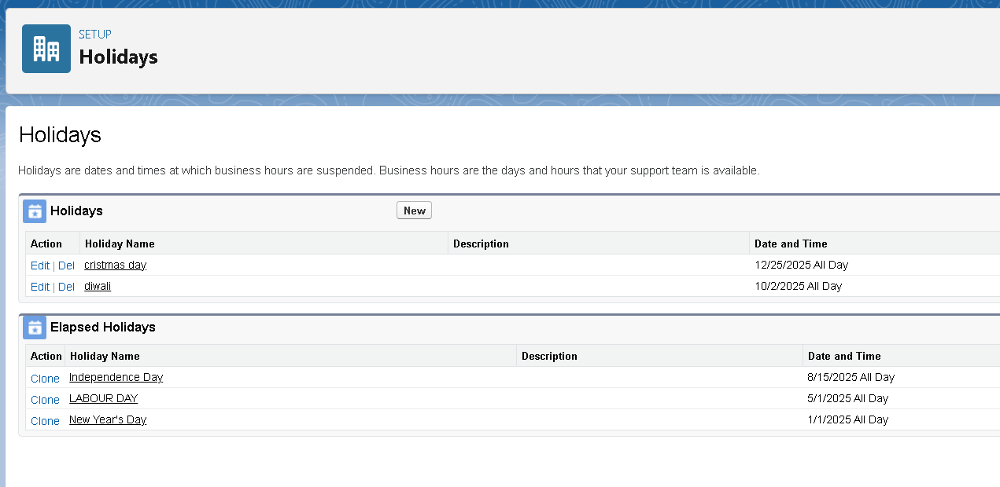 SETUP
Holidays
Holidays
Holidays are dates and times at which business hours are suspended. Business hours are the days and hours that your support team is available.
Holidays New
Action Holiday Name Description Date and Time
Edit | Del cristmas day 12/25/2025 All Day
Edit | Del diwali 10/2/2025 All Day
Elapsed Holidays
Action Holiday Name Description Date and Time
Clone Independence Day 8/15/2025 All Day
Clone LABOUR DAY 5/1/2025 All Day
Clone New Year's Day 1/1/2025 All Day